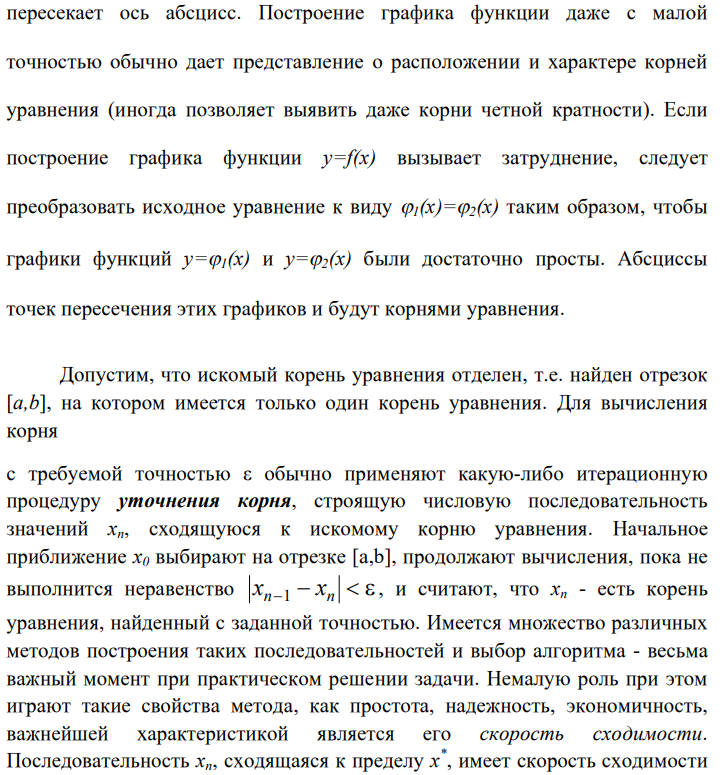 пересекает ось абсцисс. Построение графика функции даже с малой
точностью обычно дает представление о расположении и характере корней
уравнения (иногда позволяет выявить даже корни четной кратности). Если
построение графика функции y=f(x) вызывает затруднение, следует
преобразовать исходное уравнение к виду φ₁(x)=φ₂(x) таким образом, чтобы
графики функций y=φ₁(x) и y=φ₂(x) были достаточно просты. Абсциссы
точек пересечения этих графиков и будут корнями уравнения.
Допустим, что искомый корень уравнения отделен, т.е. найден отрезок
[a,b], на котором имеется только один корень уравнения. Для вычисления
корня
с требуемой точностью ε обычно применяют какую-либо итерационную
процедуру уточнения корня, строящую числовую последовательность
значений xₙ, сходящуюся к искомому корню уравнения. Начальное
приближение x₀ выбирают на отрезке [a,b], продолжают вычисления, пока не
выполнится неравенство |xₙ₋₁ − xₙ| < ε, и считают, что xₙ - есть корень
уравнения, найденный с заданной точностью. Имеется множество различных
методов построения таких последовательностей и выбор алгоритма - весьма
важный момент при практическом решении задачи. Немалую роль при этом
играют такие свойства метода, как простота, надежность, экономичность,
важнейшей характеристикой является его скорость сходимости.
Последовательность xₙ, сходящаяся к пределу x*, имеет скорость сходимости